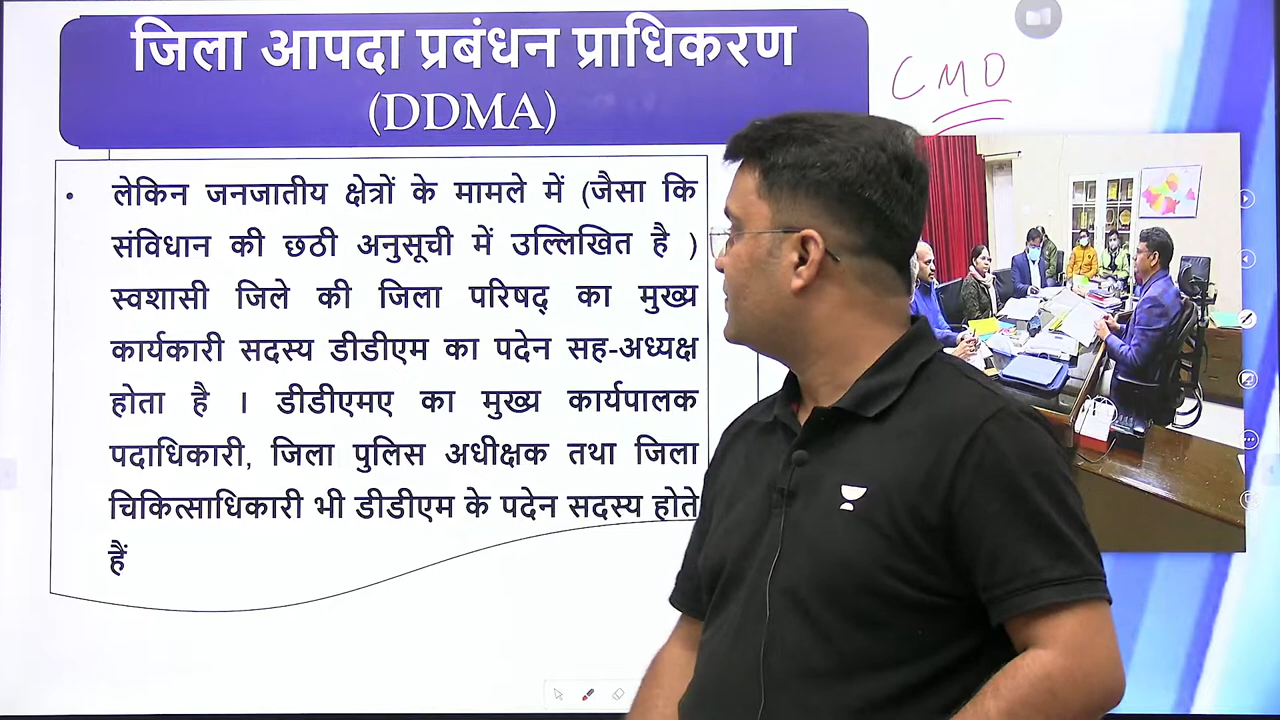 जिला आपदा प्रबंधन प्राधिकरण
(DDMA)
CMO
• लेकिन जनजातीय क्षेत्रों के मामले में (जैसा कि
संविधान की छठी अनुसूची में उल्लिखित है )
स्वशासी जिले की जिला परिषद् का मुख्य
कार्यकारी सदस्य डीडीएम का पदेन सह-अध्यक्ष
होता है । डीडीएमए का मुख्य कार्यपालक
पदाधिकारी, जिला पुलिस अधीक्षक तथा जिला
चिकित्साधिकारी भी डीडीएम के पदेन सदस्य होते
हैं